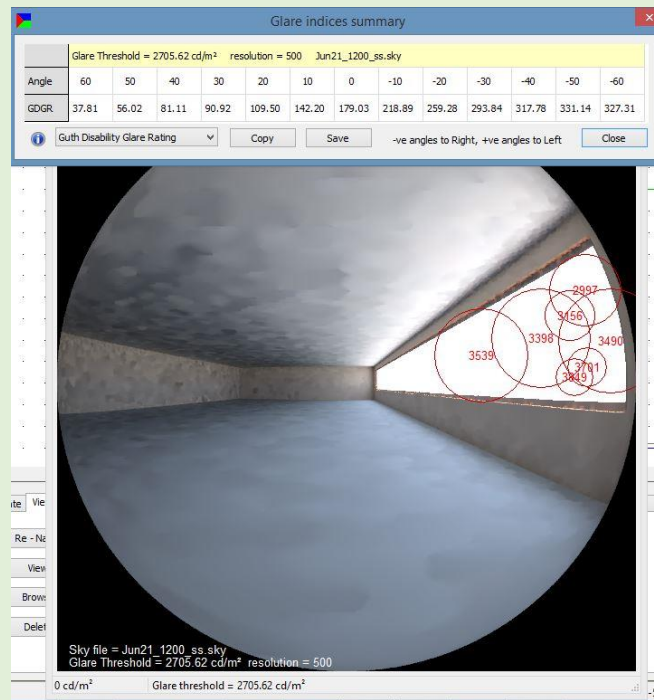 Glare indices summary
Glare Threshold = 2705.62 cd/m² resolution = 500 Jun21_1200_ss.sky
Angle 60 50 40 30 20 10 0 -10 -20 -30 -40 -50 -60
GDGR 37.81 56.02 81.11 90.92 109.50 142.20 179.03 218.89 259.28 293.84 317.78 331.14 327.31
Guth Disability Glare Rating Copy Save -ve angles to Right, +ve angles to Left Close
2997
3156
3398 3490
3539
3701
3849
Vie
Re - Na
View
Brows
Delet
Sky file = Jun21_1200_ss.sky
Glare Threshold = 2705.62 cd/m² resolution = 500
0 cd/m² Glare threshold = 2705.62 cd/m²